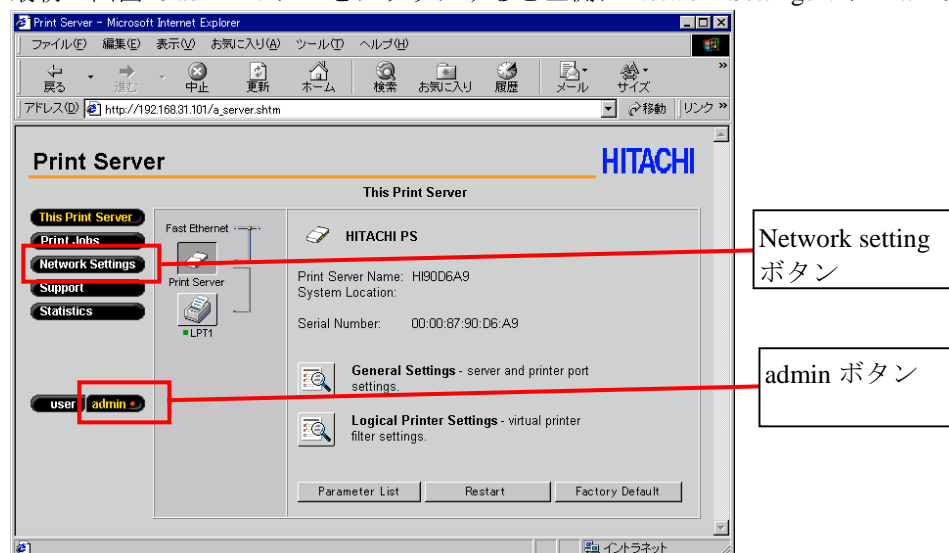 Print Server - Microsoft Internet Explorer
ファイル(F) 編集(E) 表示(V) お気に入り(A) ツール(T) ヘルプ(H)
戻る 進む 中止 更新 ホーム 検索 お気に入り 履歴 メール サイズ
アドレス(D) http://192.168.31.101/a_server.shtm 移動 リンク
Print Server
HITACHI
This Print Server
This Print Server
Print Jobs
Network Settings
Support
Statistics
user admin
Fast Ethernet
Print Server
LPT1
HITACHI PS
Print Server Name: HI90D6A9
System Location:
Serial Number: 00:00:87:90:D6:A9
General Settings - server and printer port
settings.
Logical Printer Settings - virtual printer
filter settings.
Parameter List Restart Factory Default
イントラネット
Network setting
ボタン
admin ボタン